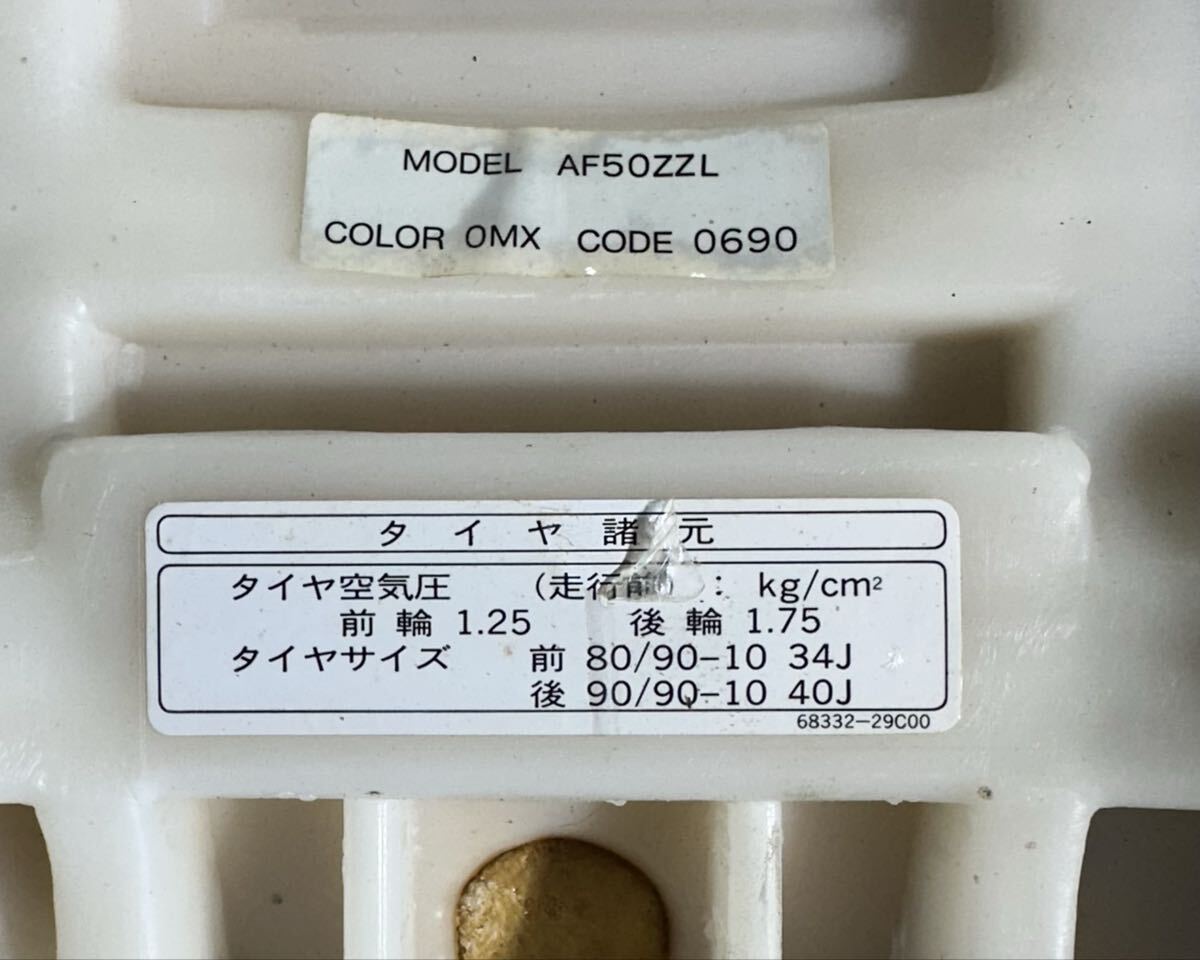 MODEL AF50ZZL
COLOR 0MX CODE 0690
タイヤ諸元
タイヤ空気圧 （走行前）： kg/cm²
前輪 1.25 後輪 1.75
タイヤサイズ 前 80/90-10 34J
後 90/90-10 40J
68332-29C00